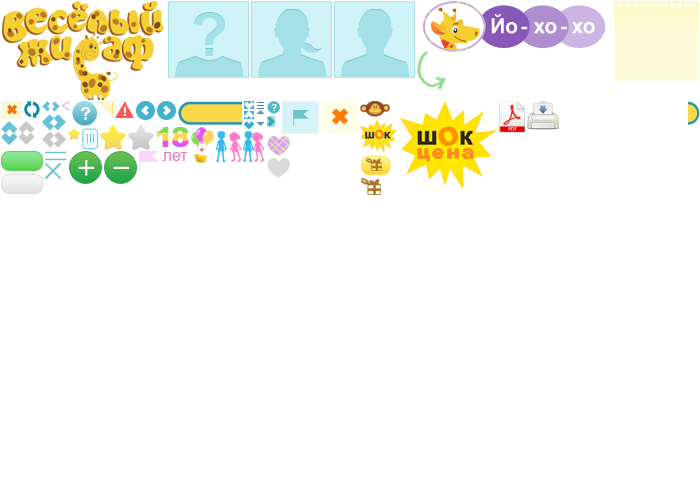 весёлый
жираф
Йо - хо - хо
18
лет
шок
шок
цена
PDF